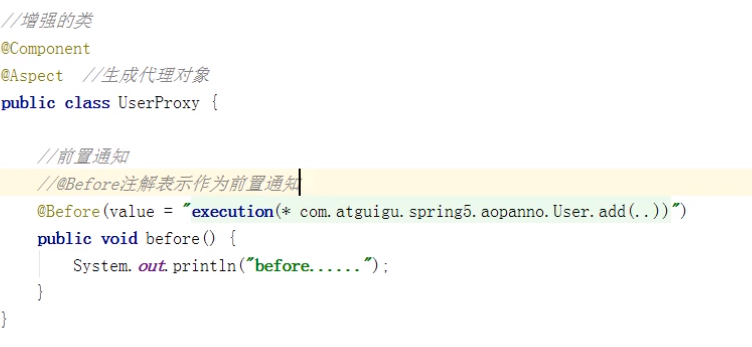 //增强的类
@Component
@Aspect  //生成代理对象
public class UserProxy {
    //前置通知
    //@Before注解表示作为前置通知
    @Before(value = "execution(* com.atguigu.spring5.aopanno.User.add(..))")
    public void before() {
        System.out.println("before......");
    }
}